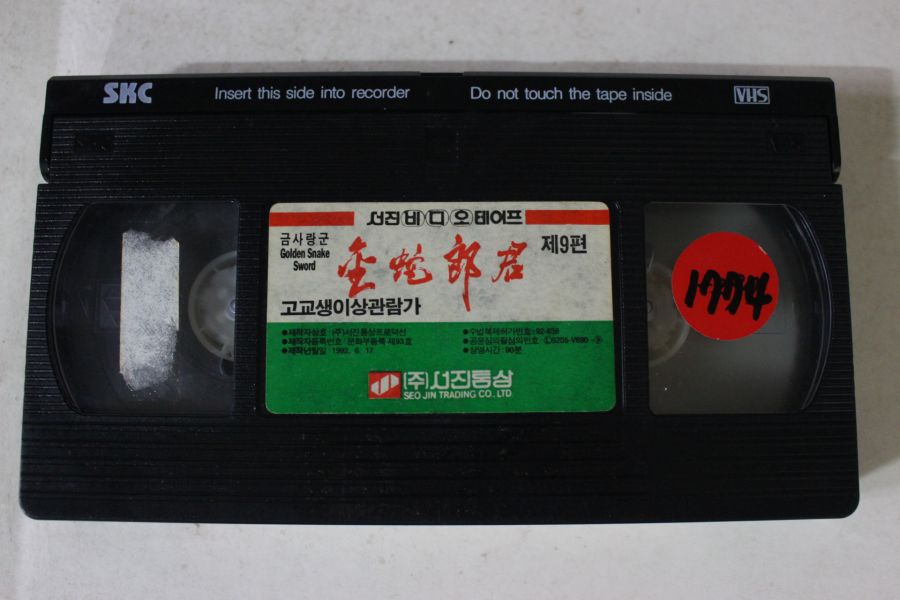 SKC Insert this side into recorder Do not touch the tape inside VHS
서진비디오테이프
금사랑군
Golden Snake
Sword
金蛇郎君
제9편
고교생이상관람가
●제작자상호 : (주)서진통상프로덕션
●제작자등록번호 : 문화부등록 제93호
●제작년월일 : 1992. 6. 17
●수입복제허가번호 : 92-838
●공윤심의필심의번호 :
●상영시간 : 90분
(주)서진통상
SEO JIN TRADING CO. LTD
1774